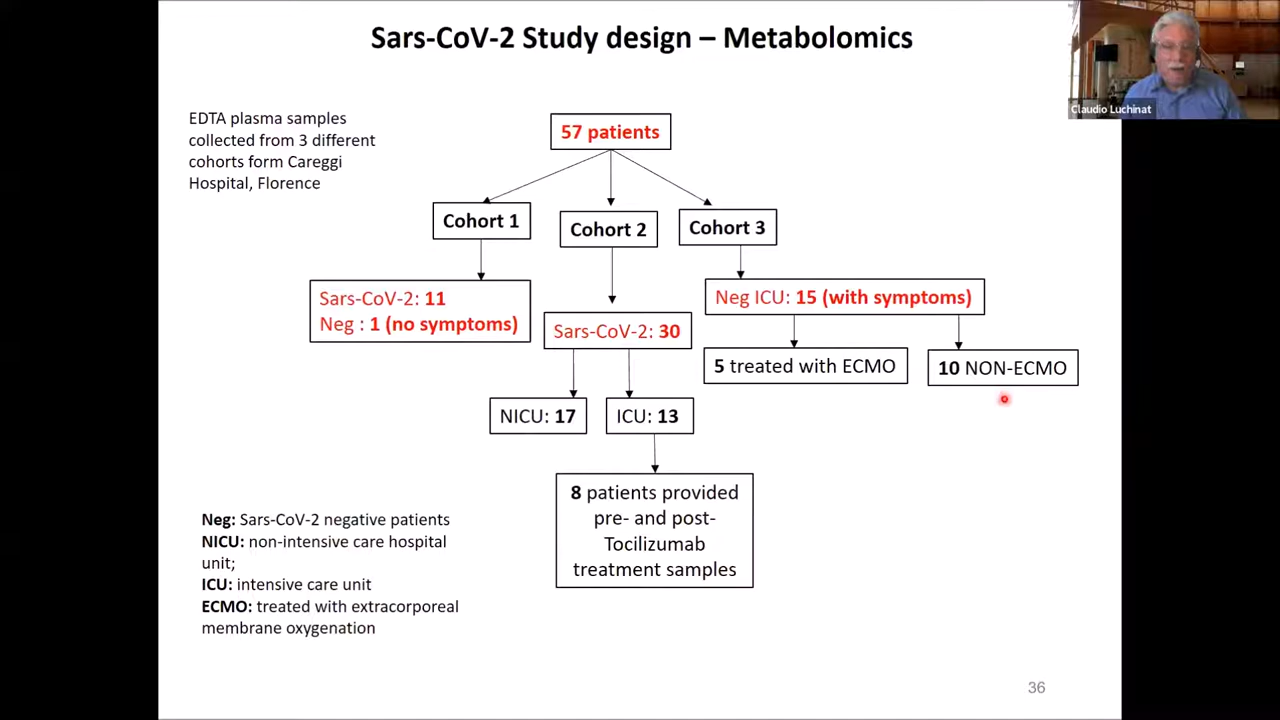 Sars-CoV-2 Study design – Metabolomics
Claudio Luchinat
EDTA plasma samples
collected from 3 different
cohorts form Careggi
Hospital, Florence
57 patients
Cohort 1
Cohort 2
Cohort 3
Sars-CoV-2: 11
Neg : 1 (no symptoms)
Sars-CoV-2: 30
Neg ICU: 15 (with symptoms)
5 treated with ECMO
10 NON-ECMO
NICU: 17
ICU: 13
8 patients provided
pre- and post-
Tocilizumab
treatment samples
Neg: Sars-CoV-2 negative patients
NICU: non-intensive care hospital
unit;
ICU: intensive care unit
ECMO: treated with extracorporeal
membrane oxygenation
36